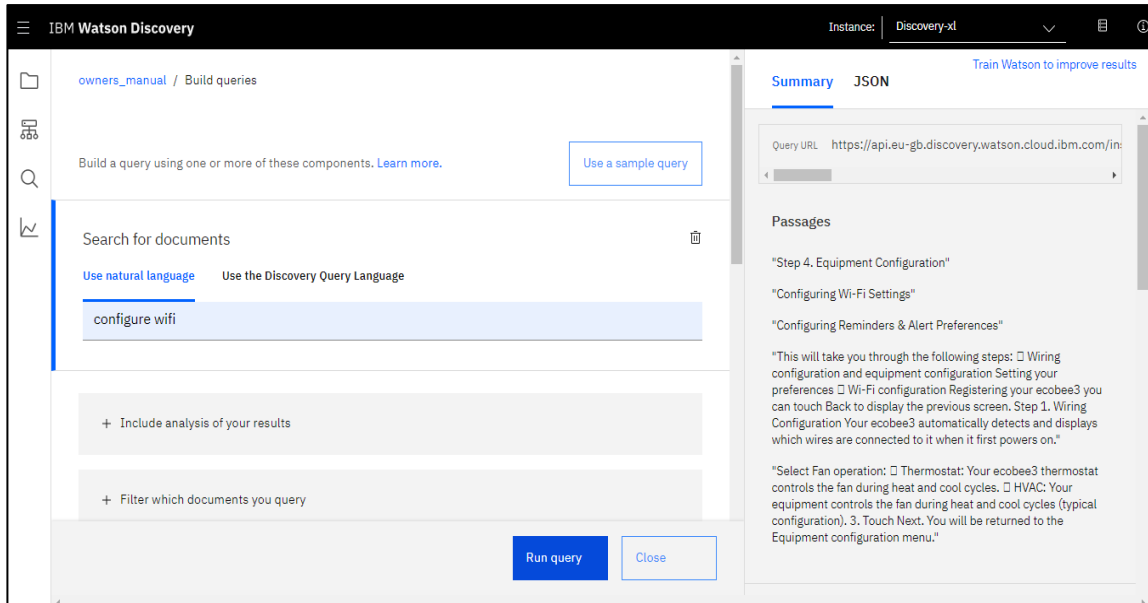 IBM Watson Discovery
Instance:
Discovery-xl
owners_manual / Build queries
Build a query using one or more of these components. Learn more.
Use a sample query
Search for documents
Use natural language
Use the Discovery Query Language
configure wifi
+ Include analysis of your results
+ Filter which documents you query
Run query
Close
Train Watson to improve results
Summary
JSON
Query URL https://api.eu-gb.discovery.watson.cloud.ibm.com/in
Passages
"Step 4. Equipment Configuration"
"Configuring Wi-Fi Settings"
"Configuring Reminders & Alert Preferences"
"This will take you through the following steps: □ Wiring
configuration and equipment configuration Setting your
preferences □ Wi-Fi configuration Registering your ecobee3 you
can touch Back to display the previous screen. Step 1. Wiring
Configuration Your ecobee3 automatically detects and displays
which wires are connected to it when it first powers on."
"Select Fan operation: □ Thermostat: Your ecobee3 thermostat
controls the fan during heat and cool cycles. □ HVAC: Your
equipment controls the fan during heat and cool cycles (typical
configuration). 3. Touch Next. You will be returned to the
Equipment configuration menu."